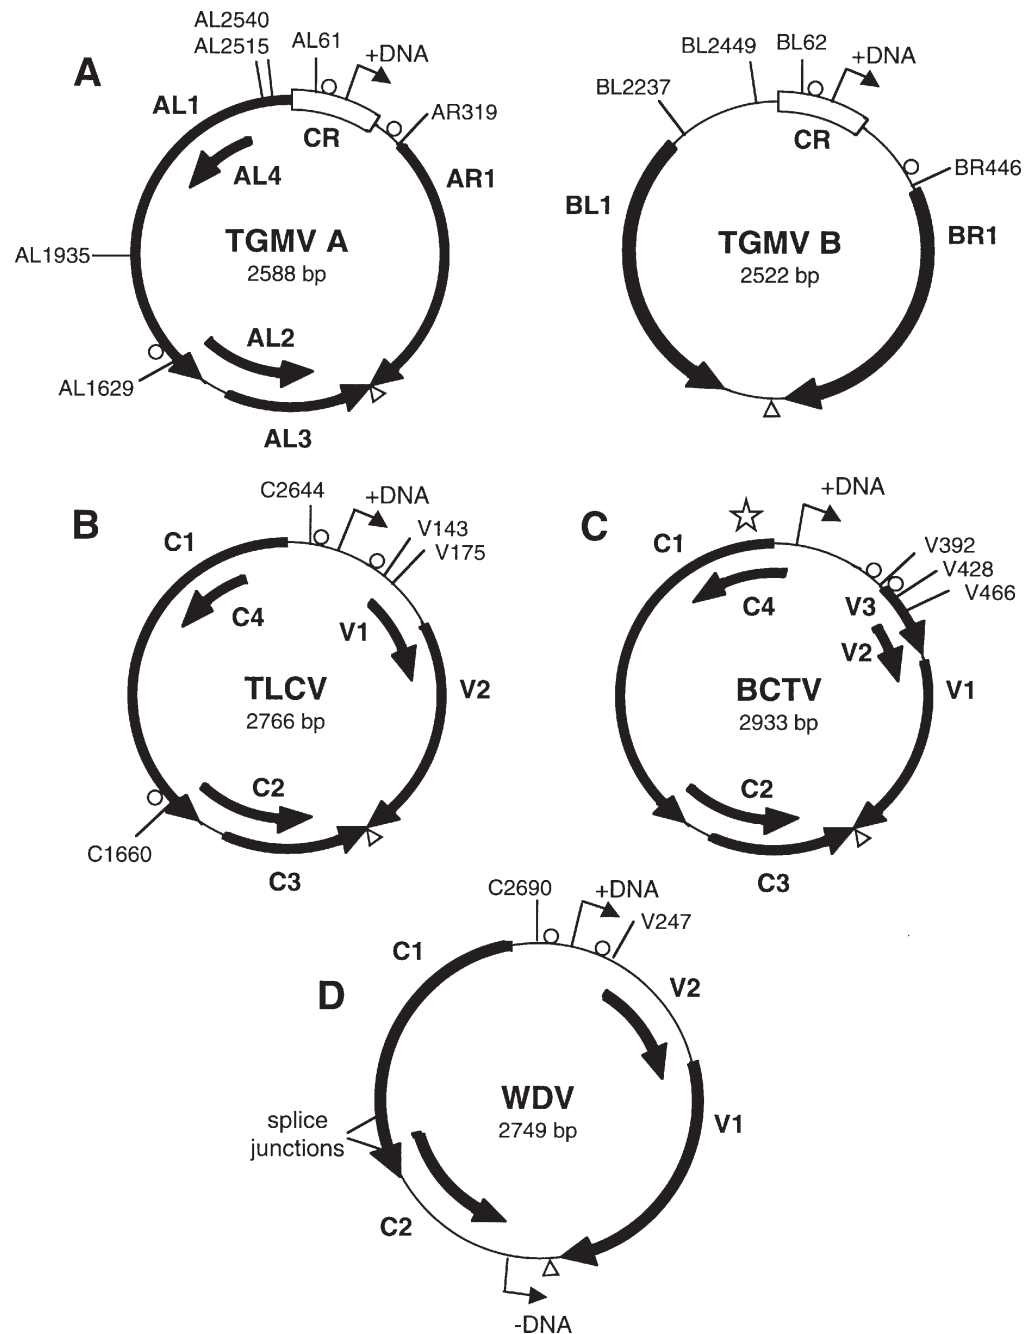 A
AL2540
AL2515
AL61
+DNA
AR319
AL1
CR
AL4
AR1
TGMV A
2588 bp
AL1935
AL2
AL1629
AL3
BL2449
BL62
+DNA
BL2237
CR
BR446
BL1
BR1
TGMV B
2522 bp
B
C2644
+DNA
V143
V175
C1
C4
V1
V2
TLCV
2766 bp
C2
C1660
C3
C
+DNA
V392
V428
V466
C1
C4
V3
V2
V1
BCTV
2933 bp
C2
C3
D
C2690
+DNA
V247
C1
V2
WDV
2749 bp
V1
splice
junctions
C2
-DNA